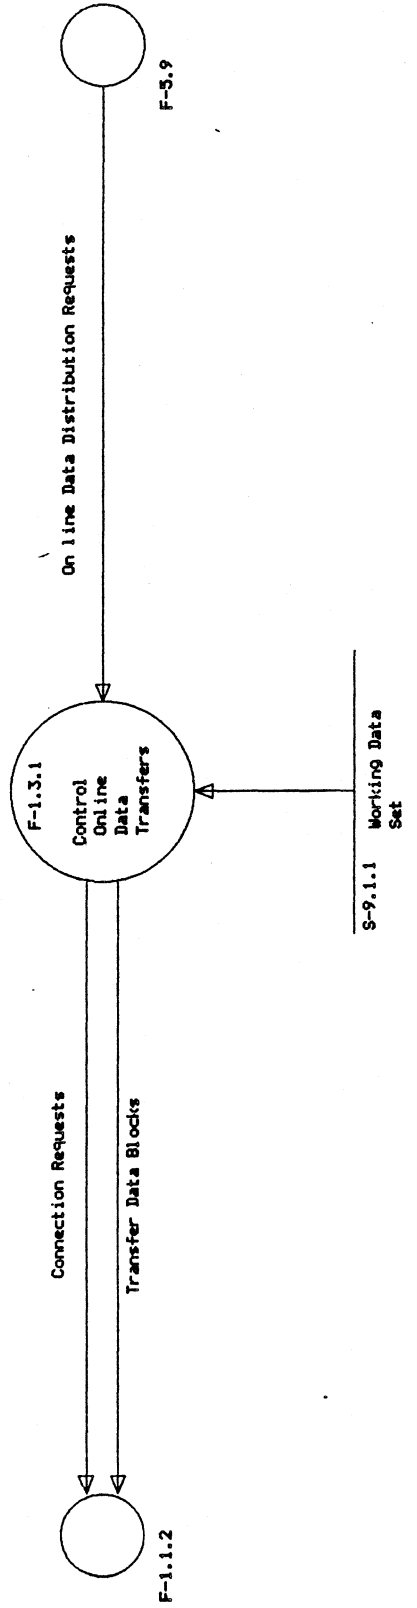 F-1.1.2
Connection Requests
Transfer Data Blocks
F-1.3.1
Control
Online
Data
Transfers
S-9.1.1 Working Data
Set
On line Data Distribution Requests
F-5.9